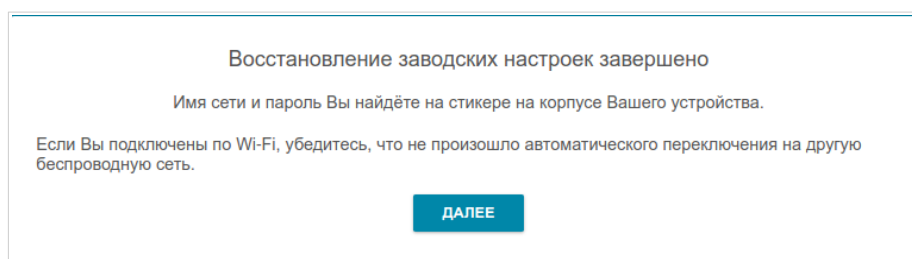 Восстановление заводских настроек завершено
Имя сети и пароль Вы найдёте на стикере на корпусе Вашего устройства.
Если Вы подключены по Wi-Fi, убедитесь, что не произошло автоматического переключения на другую
беспроводную сеть.
ДАЛЕЕ